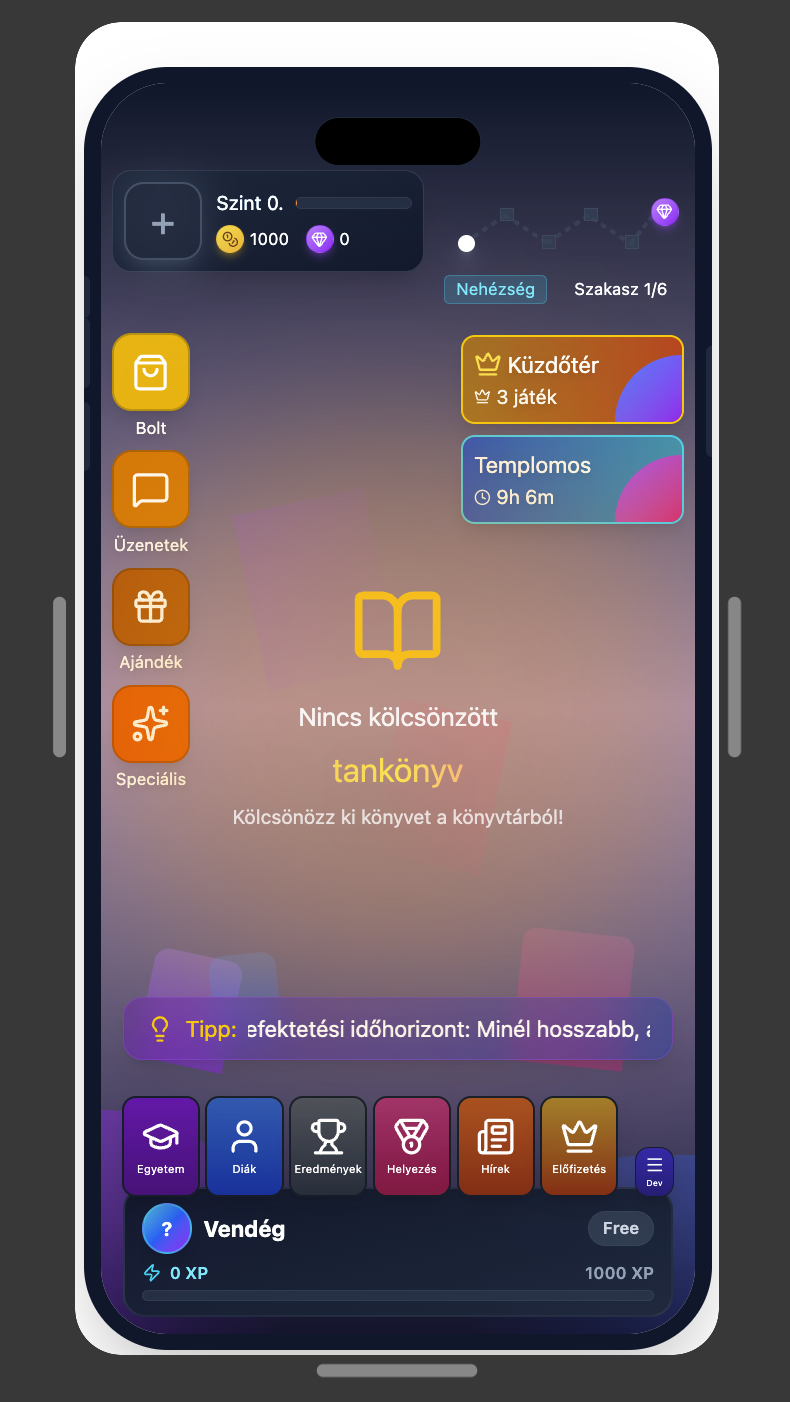 Szint 0.
1000
0
Nehézség
Szakasz 1/6
Bolt
Üzenetek
Ajándék
Speciális
Küzdőtér
3 játék
Templomos
9h 6m
Nincs kölcsönzött
tankönyv
Kölcsönözz ki könyvet a könyvtárból!
Tipp: efektetési időhorizont: Minél hosszabb, a
Egyetem
Diák
Eredmények
Helyezés
Hírek
Előfizetés
Dev
?
Vendég
Free
0 XP
1000 XP